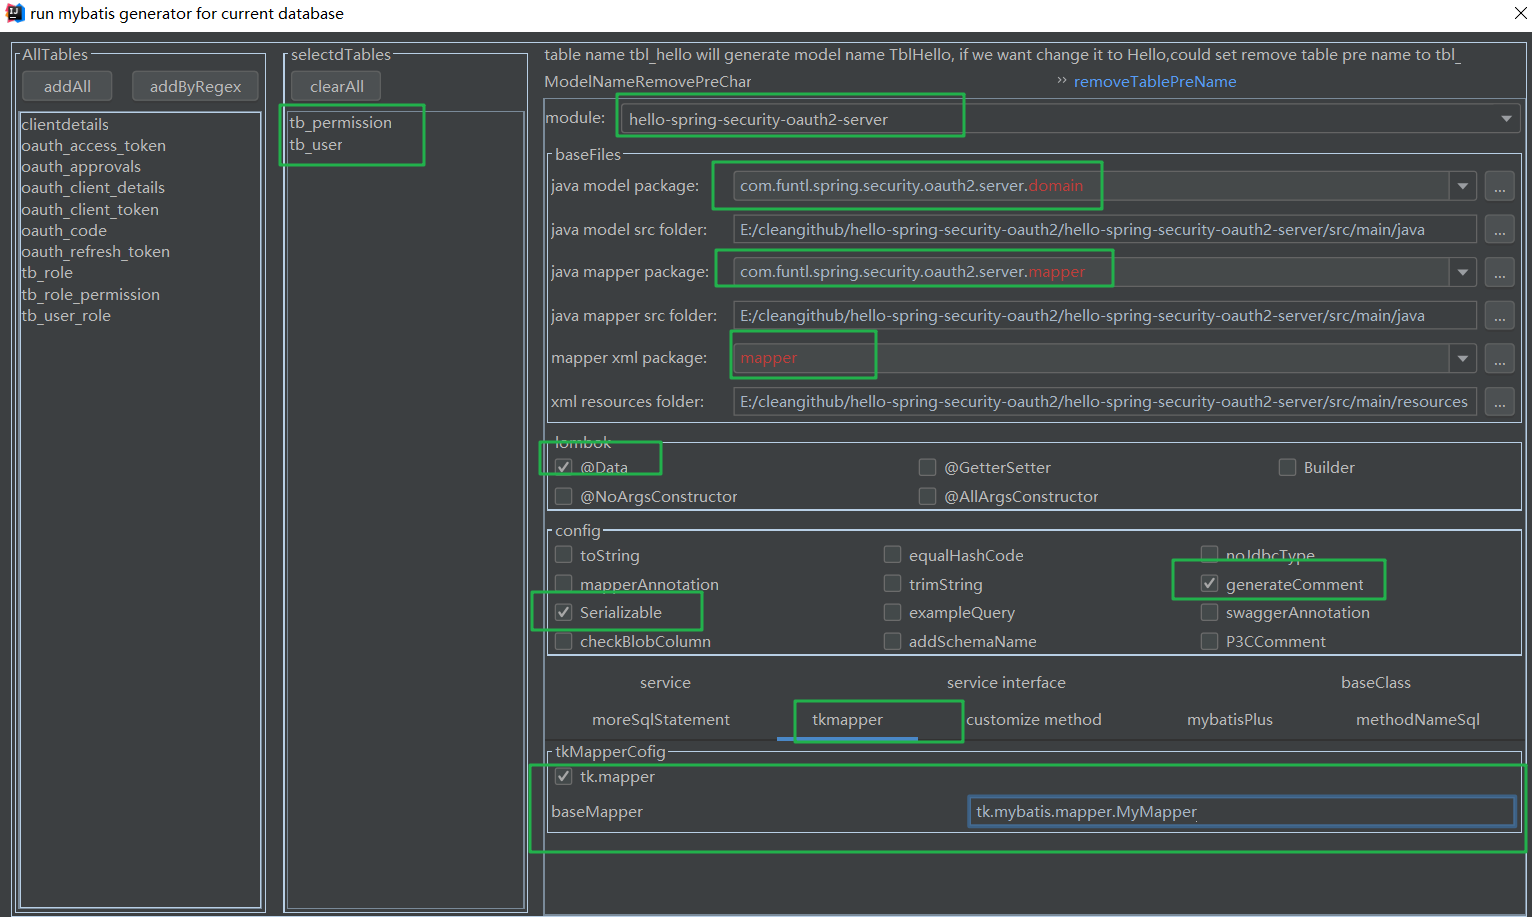 run mybatis generator for current database
AllTables
addAll
addByRegex
clientdetails
oauth_access_token
oauth_approvals
oauth_client_details
oauth_client_token
oauth_code
oauth_refresh_token
tb_role
tb_role_permission
tb_user_role
selectdTables
clearAll
tb_permission
tb_user
table name tbl_hello will generate model name TblHello, if we want change it to Hello,could set remove table pre name to tbl_
ModelNameRemovePreChar » removeTablePreName
module: hello-spring-security-oauth2-server
baseFiles
java model package: com.funtl.spring.security.oauth2.server.domain ...
java model src folder: E:/cleangithub/hello-spring-security-oauth2/hello-spring-security-oauth2-server/src/main/java ...
java mapper package: com.funtl.spring.security.oauth2.server.mapper ...
java mapper src folder: E:/cleangithub/hello-spring-security-oauth2/hello-spring-security-oauth2-server/src/main/java ...
mapper xml package: mapper ...
xml resources folder: E:/cleangithub/hello-spring-security-oauth2/hello-spring-security-oauth2-server/src/main/resources ...
lombok
@Data @GetterSetter Builder
@NoArgsConstructor @AllArgsConstructor
config
toString equalHashCode noJdbcType
mapperAnnotation trimString generateComment
Serializable exampleQuery swaggerAnnotation
checkBlobColumn addSchemaName P3CComment
service service interface baseClass
moreSqlStatement tkmapper customize method mybatisPlus methodNameSql
tkMapperCofig
tk.mapper
baseMapper tk.mybatis.mapper.MyMapper